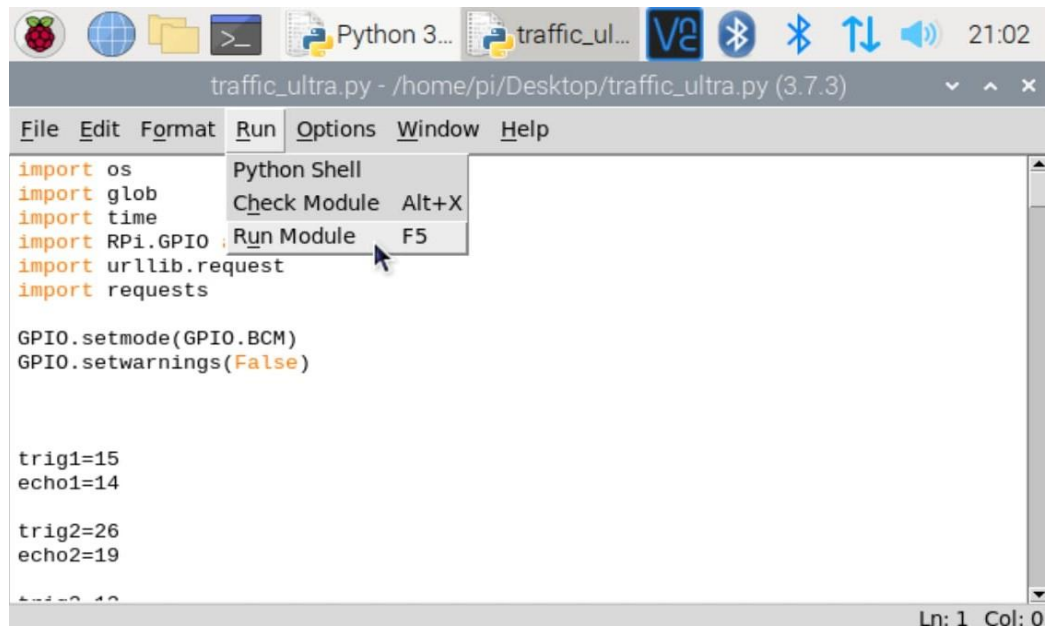 Python 3... traffic_ul... 21:02
traffic_ultra.py - /home/pi/Desktop/traffic_ultra.py (3.7.3)
File Edit Format Run Options Window Help
Python Shell
Check Module Alt+X
Run Module F5
import os
import glob
import time
import RPi.GPIO
import urllib.request
import requests
GPIO.setmode(GPIO.BCM)
GPIO.setwarnings(False)
trig1=15
echo1=14
trig2=26
echo2=19
Ln: 1 Col: 0